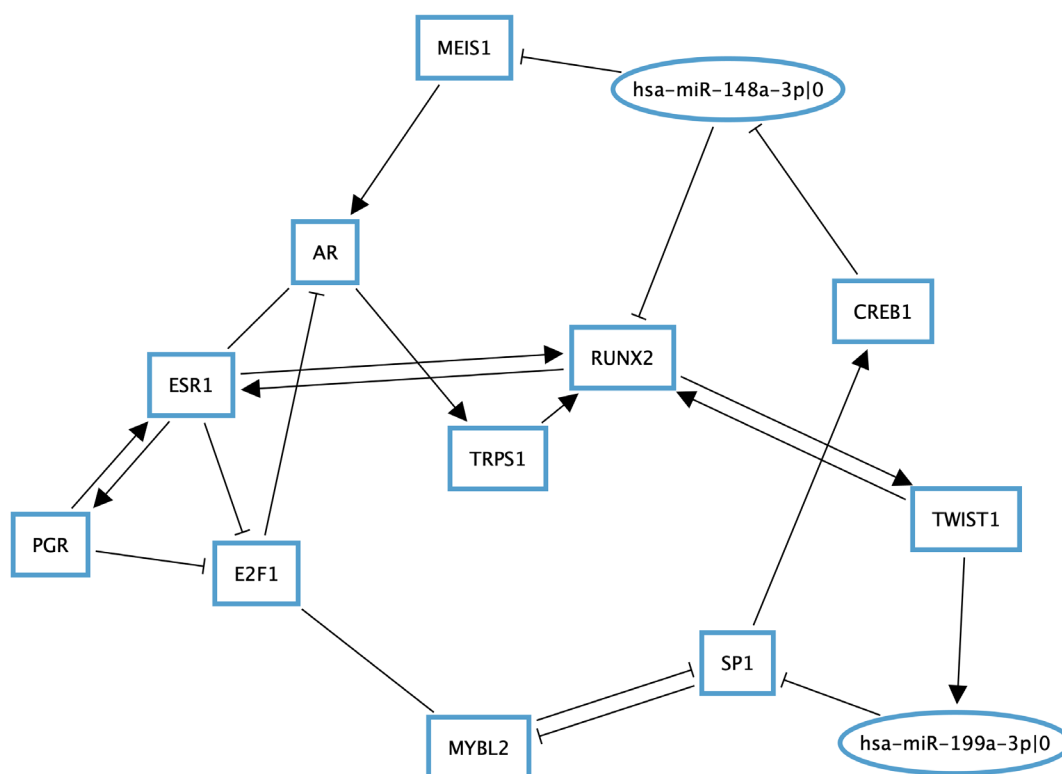 MEIS1
hsa-miR-148a-3p|0
AR
CREB1
RUNX2
ESR1
TRPS1
TWIST1
PGR
E2F1
SP1
MYBL2
hsa-miR-199a-3p|0